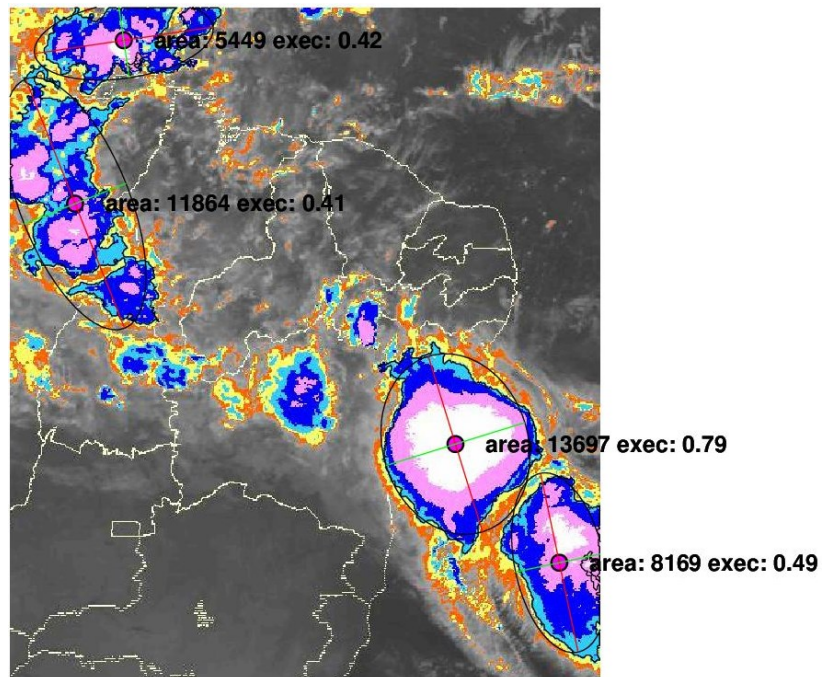 area: 5449 exec: 0.42
area: 11864 exec: 0.41
area: 13697 exec: 0.79
area: 8169 exec: 0.49